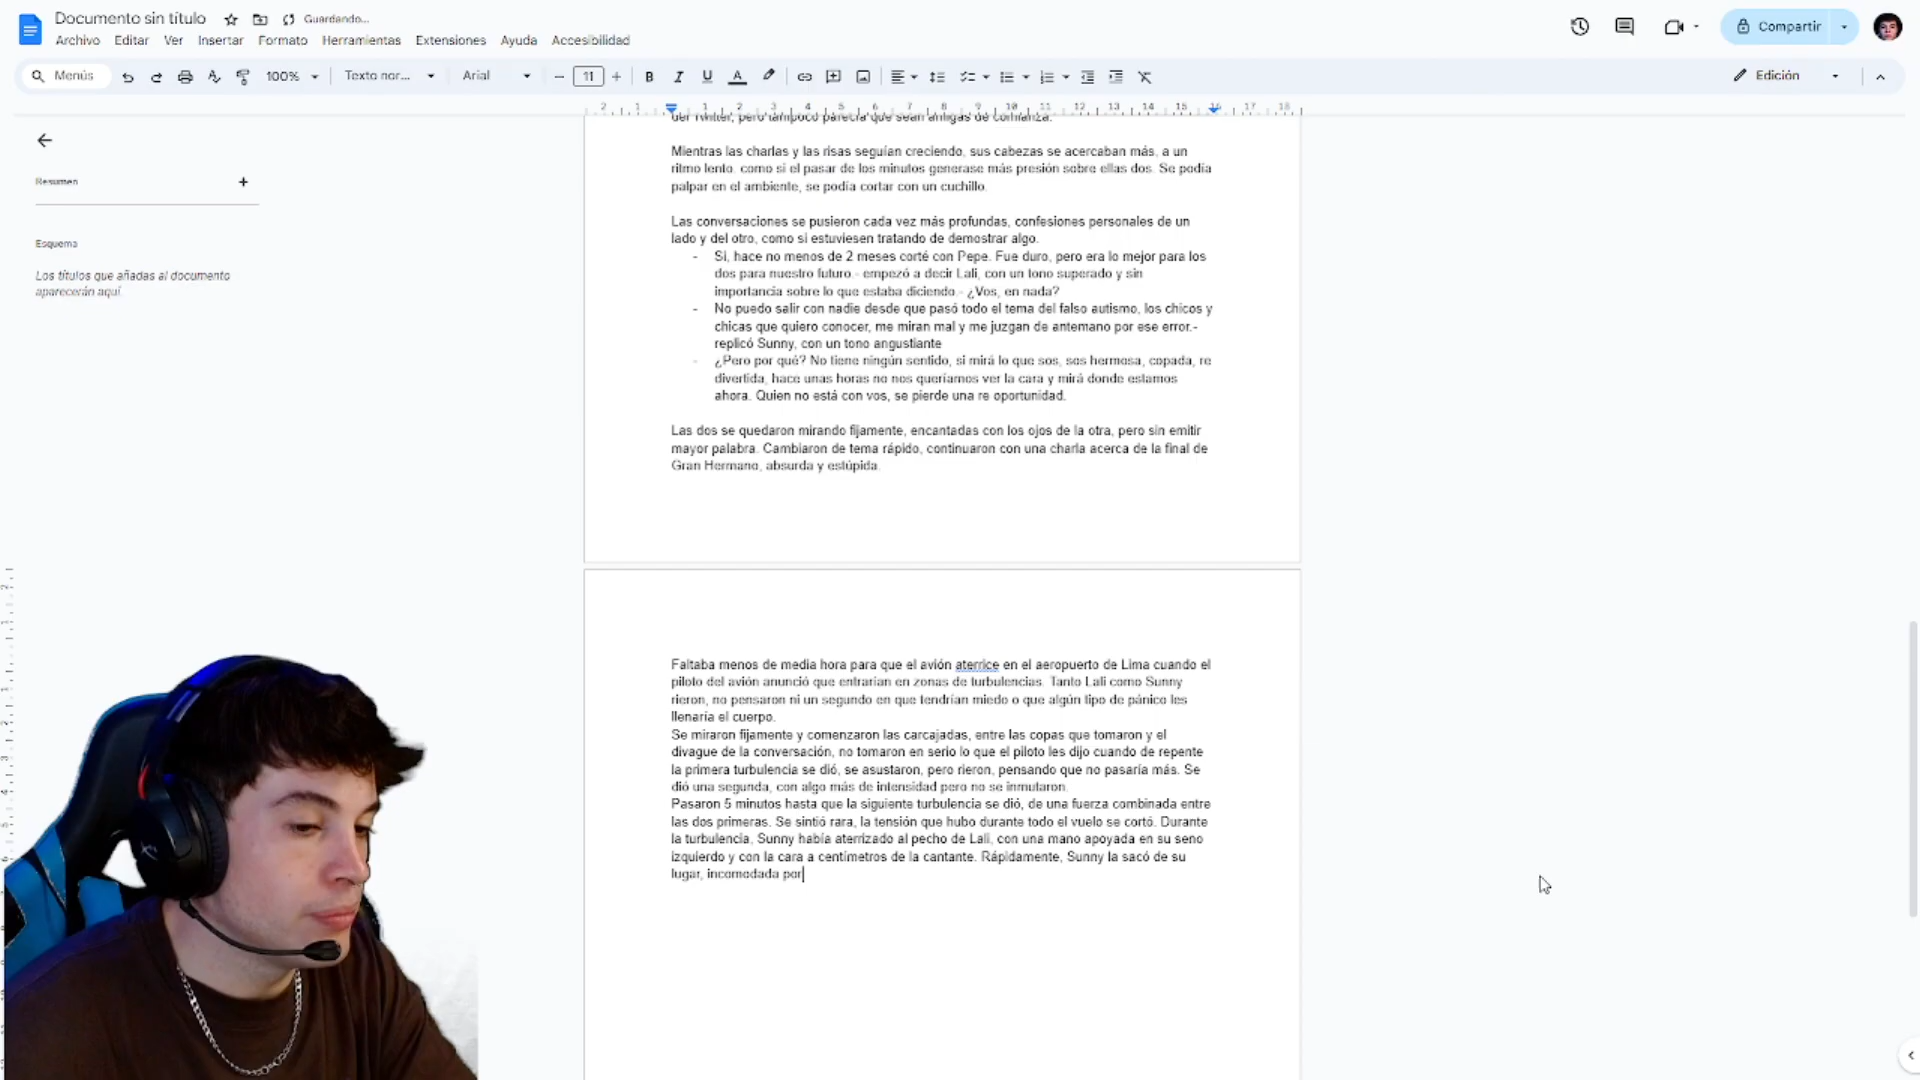 Documento sin título
Guardando...
Archivo Editar Ver Insertar Formato Herramientas Extensiones Ayuda Accesibilidad
Compartir
Menús
100%
Texto nor...
Arial
11
Edición
2 1 1 2 3 4 5 6 7 8 9 10 11 12 13 14 15 16 17 18
Resumen
Esquema
Los títulos que añadas al documento
aparecerán aquí.
del Twitter, pero tampoco parecía que sean amigas de confianza.
Mientras las charlas y las risas seguían creciendo, sus cabezas se acercaban más, a un
ritmo lento, como si el pasar de los minutos generase más presión sobre ellas dos. Se podía
palpar en el ambiente, se podía cortar con un cuchillo.
Las conversaciones se pusieron cada vez más profundas, confesiones personales de un
lado y del otro, como si estuviesen tratando de demostrar algo.
- Si, hace no menos de 2 meses corté con Pepe. Fue duro, pero era lo mejor para los
dos para nuestro futuro - empezó a decir Lali, con un tono superado y sin
importancia sobre lo que estaba diciendo.- ¿Vos, en nada?
- No puedo salir con nadie desde que pasó todo el tema del falso autismo, los chicos y
chicas que quiero conocer, me miran mal y me juzgan de antemano por ese error.-
replicó Sunny, con un tono angustiante
- ¿Pero por qué? No tiene ningún sentido, si mirá lo que sos, sos hermosa, copada, re
divertida, hace unas horas no nos queríamos ver la cara y mirá donde estamos
ahora. Quien no está con vos, se pierde una re oportunidad.
Las dos se quedaron mirando fijamente, encantadas con los ojos de la otra, pero sin emitir
mayor palabra. Cambiaron de tema rápido, continuaron con una charla acerca de la final de
Gran Hermano, absurda y estúpida.
Faltaba menos de media hora para que el avión aterrice en el aeropuerto de Lima cuando el
piloto del avión anunció que entrarían en zonas de turbulencias. Tanto Lali como Sunny
rieron, no pensaron ni un segundo en que tendrían miedo o que algún tipo de pánico les
llenaría el cuerpo.
Se miraron fijamente y comenzaron las carcajadas, entre las copas que tomaron y el
divague de la conversación, no tomaron en serio lo que el piloto les dijo cuando de repente
la primera turbulencia se dió, se asustaron, pero rieron, pensando que no pasaría más. Se
dió una segunda, con algo más de intensidad pero no se inmutaron.
Pasaron 5 minutos hasta que la siguiente turbulencia se dió, de una fuerza combinada entre
las dos primeras. Se sintió rara, la tensión que hubo durante todo el vuelo se cortó. Durante
la turbulencia, Sunny había aterrizado al pecho de Lali, con una mano apoyada en su seno
izquierdo y con la cara a centímetros de la cantante. Rápidamente, Sunny la sacó de su
lugar, incomodada por